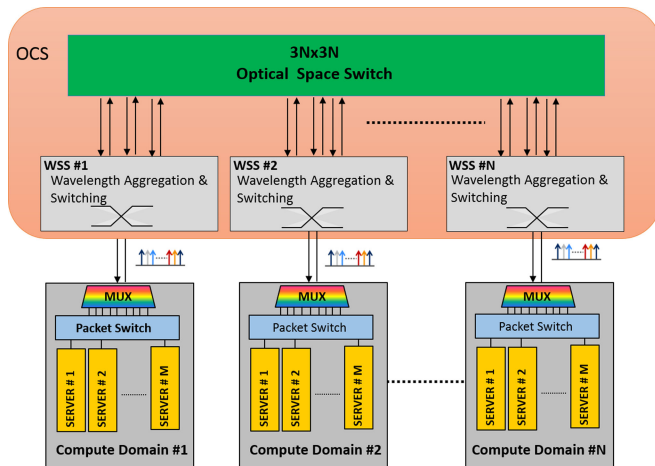 OCS
3Nx3N
Optical Space Switch
WSS #1
Wavelength Aggregation &
Switching
WSS #2
Wavelength Aggregation &
Switching
WSS #N
Wavelength Aggregation &
Switching
MUX
Packet Switch
SERVER # 1
SERVER # 2
SERVER # M
Compute Domain #1
MUX
Packet Switch
SERVER # 1
SERVER # 2
SERVER # M
Compute Domain #2
MUX
Packet Switch
SERVER # 1
SERVER # 2
SERVER # M
Compute Domain #N